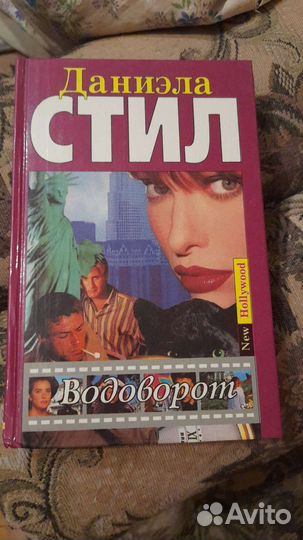 Даниэла
СТИЛ
New Hollywood
Водоворот
Avito